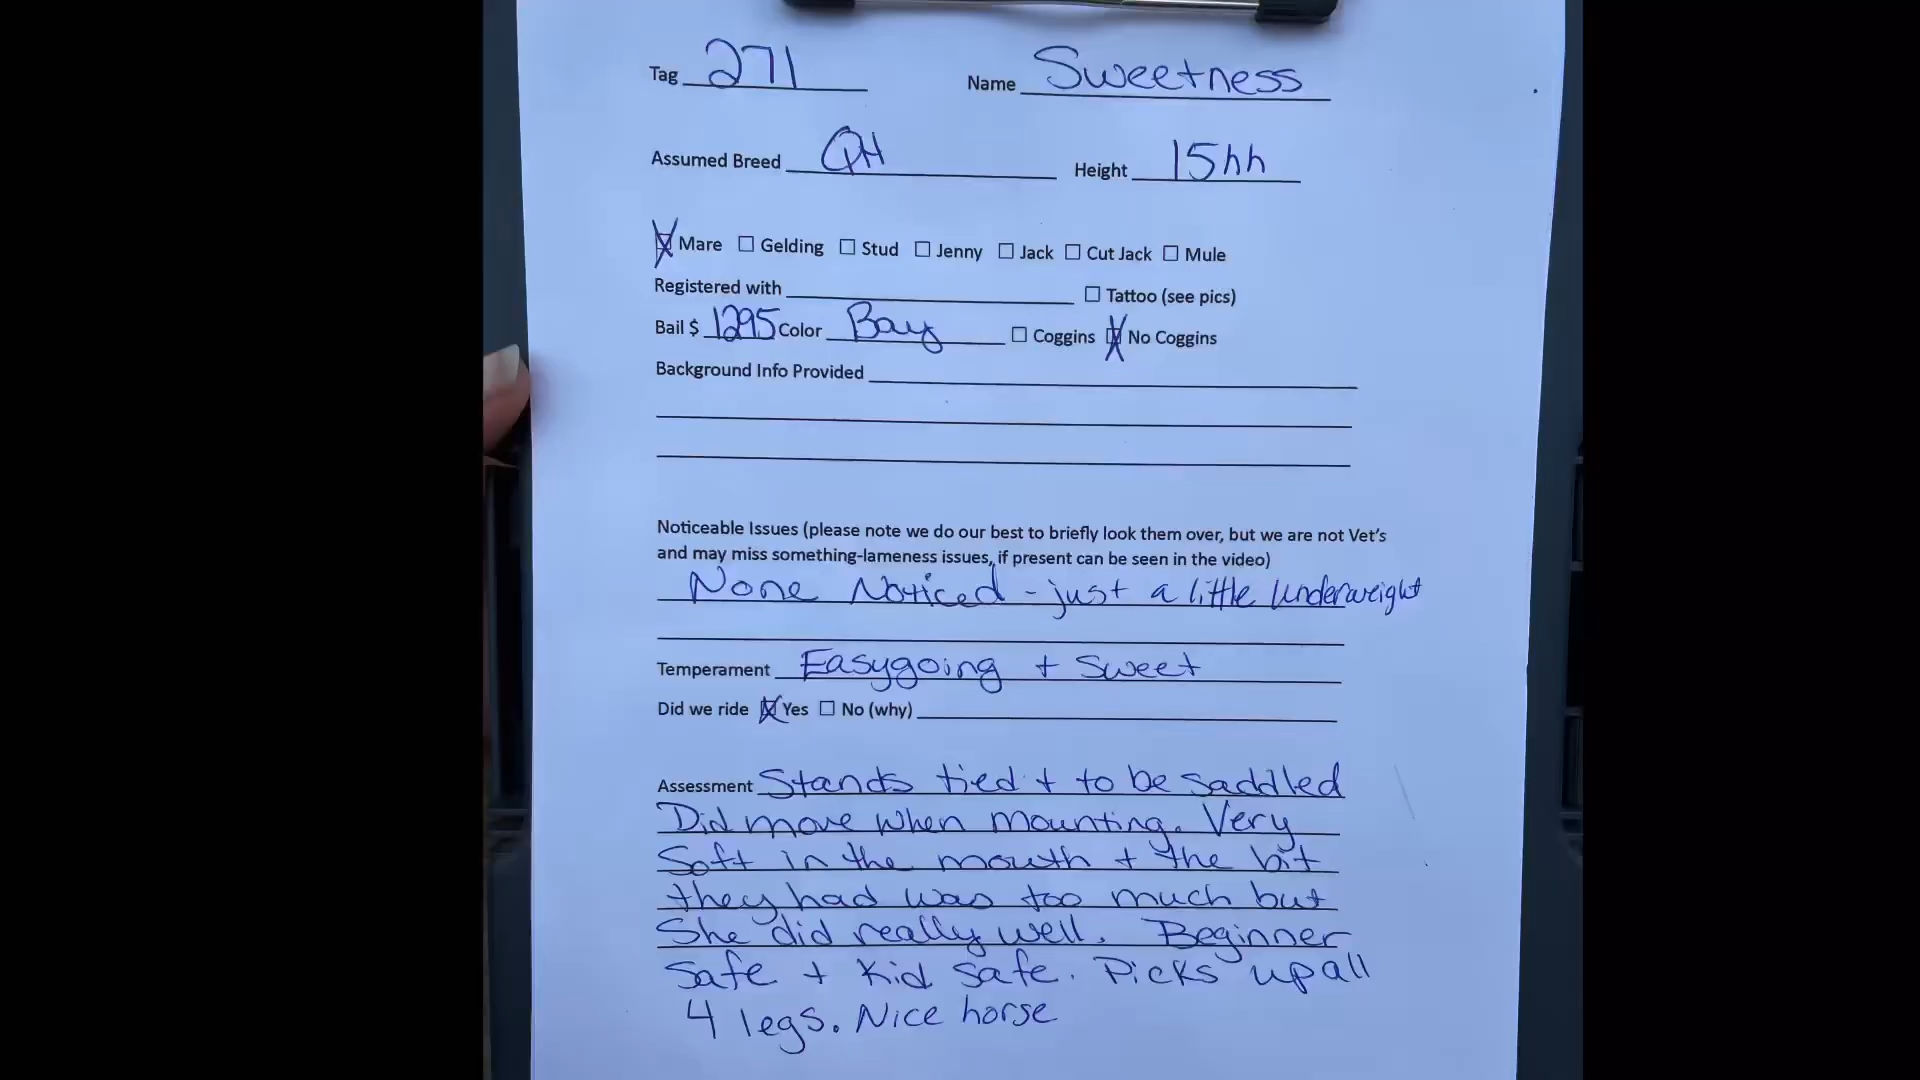 Tag 271 Name Sweetness
Assumed Breed QH Height 15hh
☒ Mare ☐ Gelding ☐ Stud ☐ Jenny ☐ Jack ☐ Cut Jack ☐ Mule
Registered with ☐ Tattoo (see pics)
Bail $ 1295 Color Bay ☐ Coggins ☒ No Coggins
Background Info Provided
Noticeable Issues (please note we do our best to briefly look them over, but we are not Vet's
and may miss something-lameness issues, if present can be seen in the video)
None Noticed - just a little underweight
Temperament Easygoing + Sweet
Did we ride ☒ Yes ☐ No (why)
Assessment Stands tied + to be saddled
Did move when mounting. Very
Soft in the mouth + the bit
they had was too much but
She did really well. Beginner
safe + Kid safe. Picks up all
4 legs. Nice horse